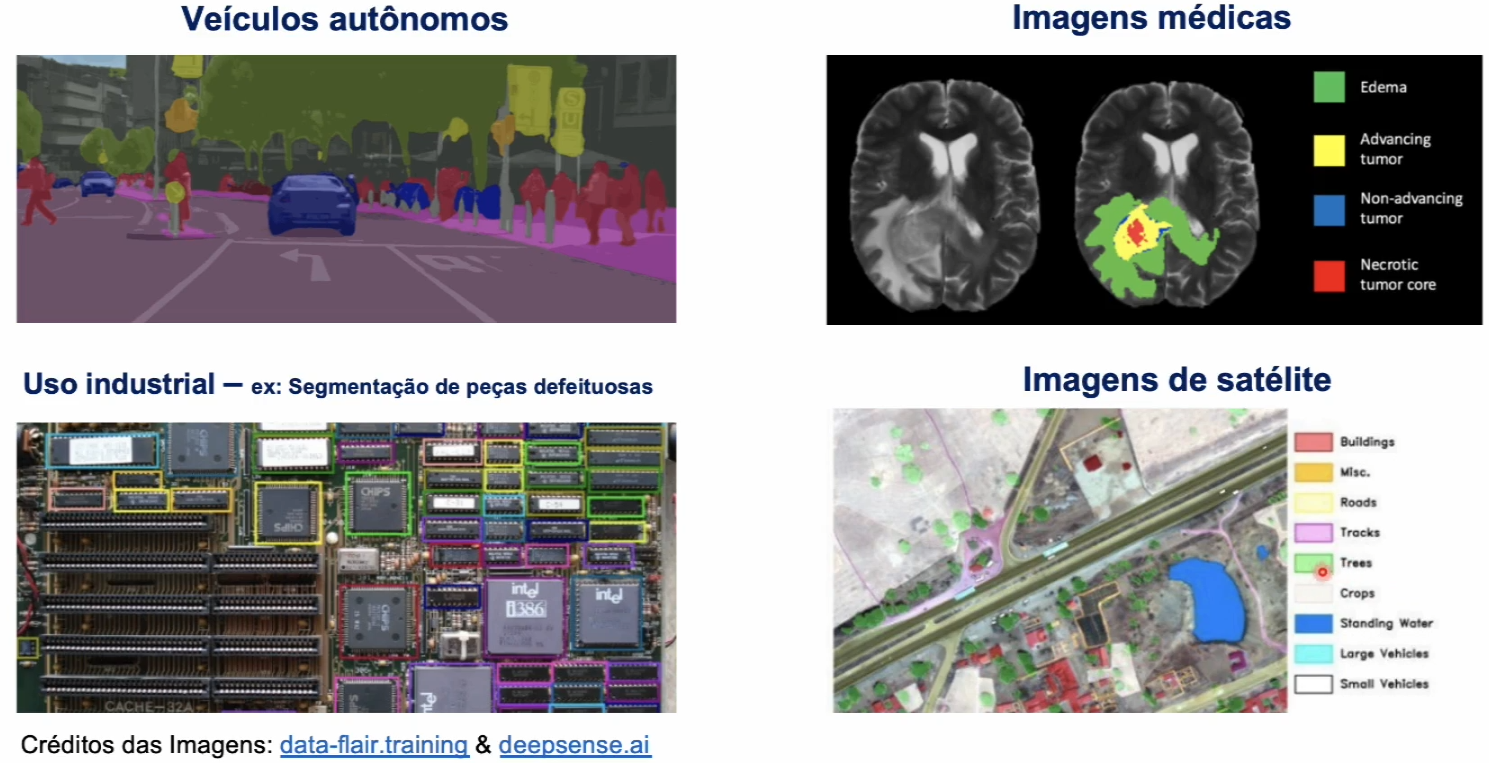 Veículos autônomos
Imagens médicas
Edema
Advancing
tumor
Non-advancing
tumor
Necrotic
tumor core
Uso industrial – ex: Segmentação de peças defeituosas
Imagens de satélite
CHIPS
CHIPS
CHIPS
intel
i386
intel
intel
CACHE-32A
Buildings
Misc.
Roads
Tracks
Trees
Crops
Standing Water
Large Vehicles
Small Vehicles
Créditos das Imagens: data-flair.training & deepsense.ai